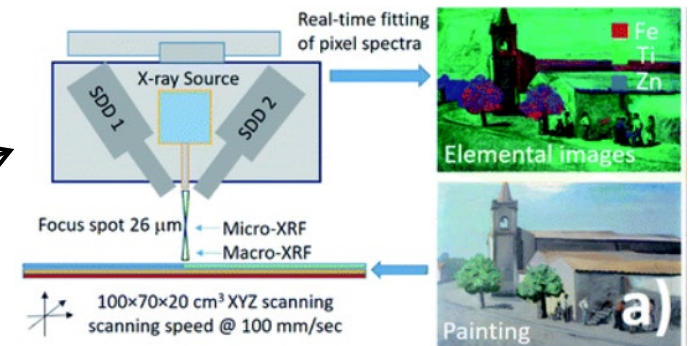 Real-time fitting
of pixel spectra
X-ray Source
SDD 1
SDD 2
Fe
Ti
Zn
Elemental images
Focus spot 26 μm
Micro-XRF
Macro-XRF
100×70×20 cm³ XYZ scanning
scanning speed @ 100 mm/sec
Painting
a)